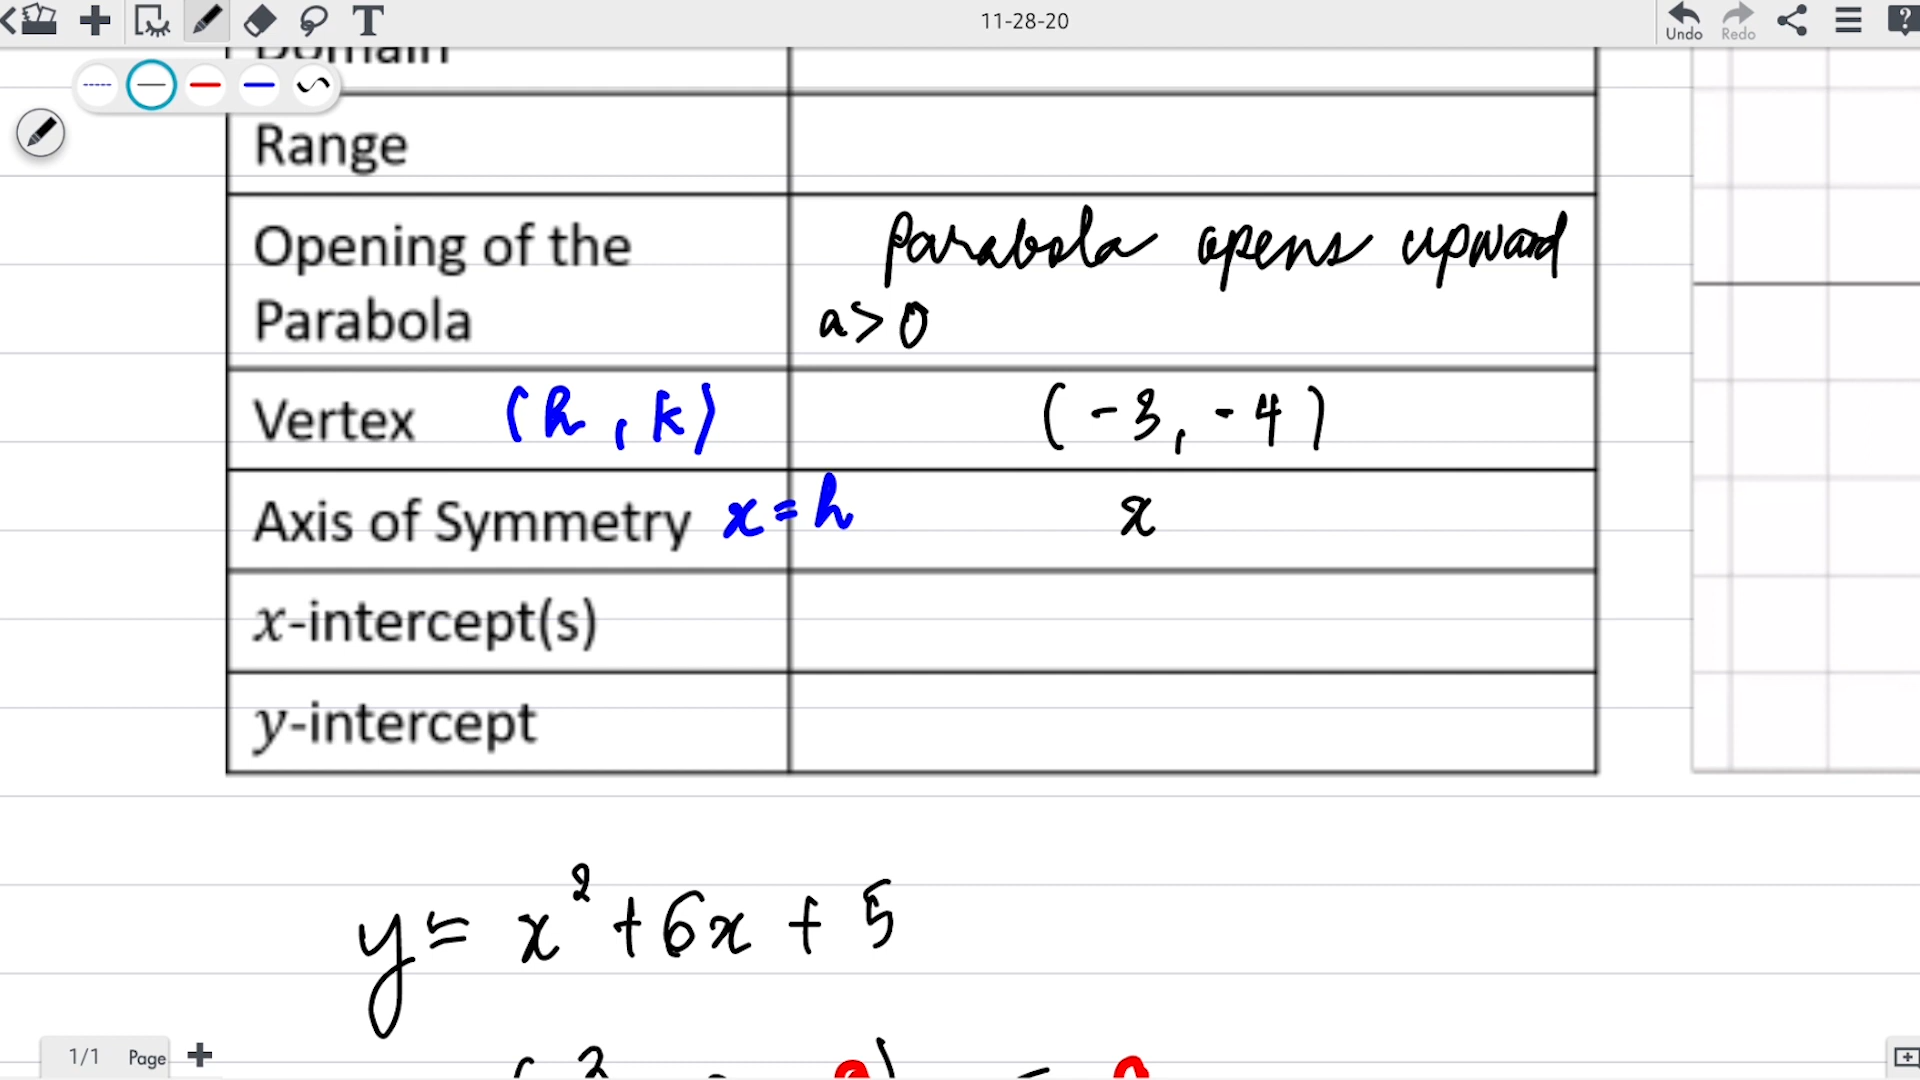 11-28-20
Undo
Redo
Domain
Range
Opening of the Parabola
parabola opens upward
a > 0
Vertex (h, k)
(-3, -4)
Axis of Symmetry x = h
x
x-intercept(s)
y-intercept
y = x² + 6x + 5
1/1 Page